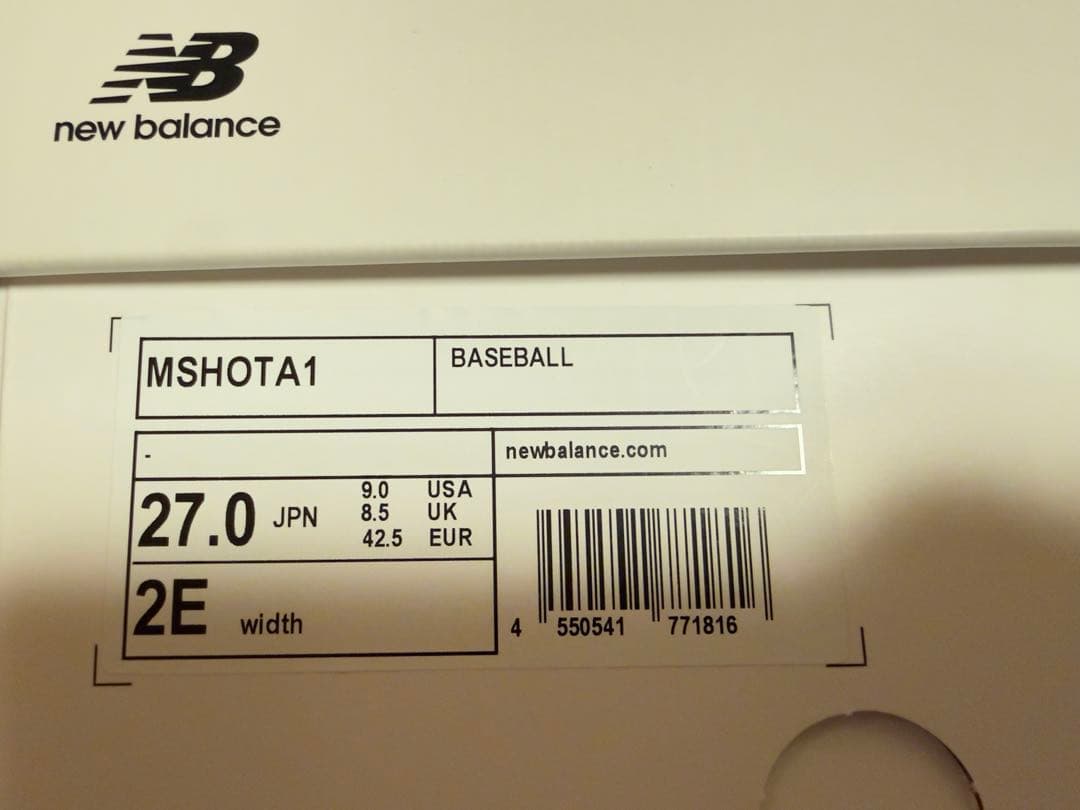 NB
new balance
MSHOTA1
BASEBALL
-
newbalance.com
27.0 JPN
9.0 USA
8.5 UK
42.5 EUR
2E width
4 550541 771816